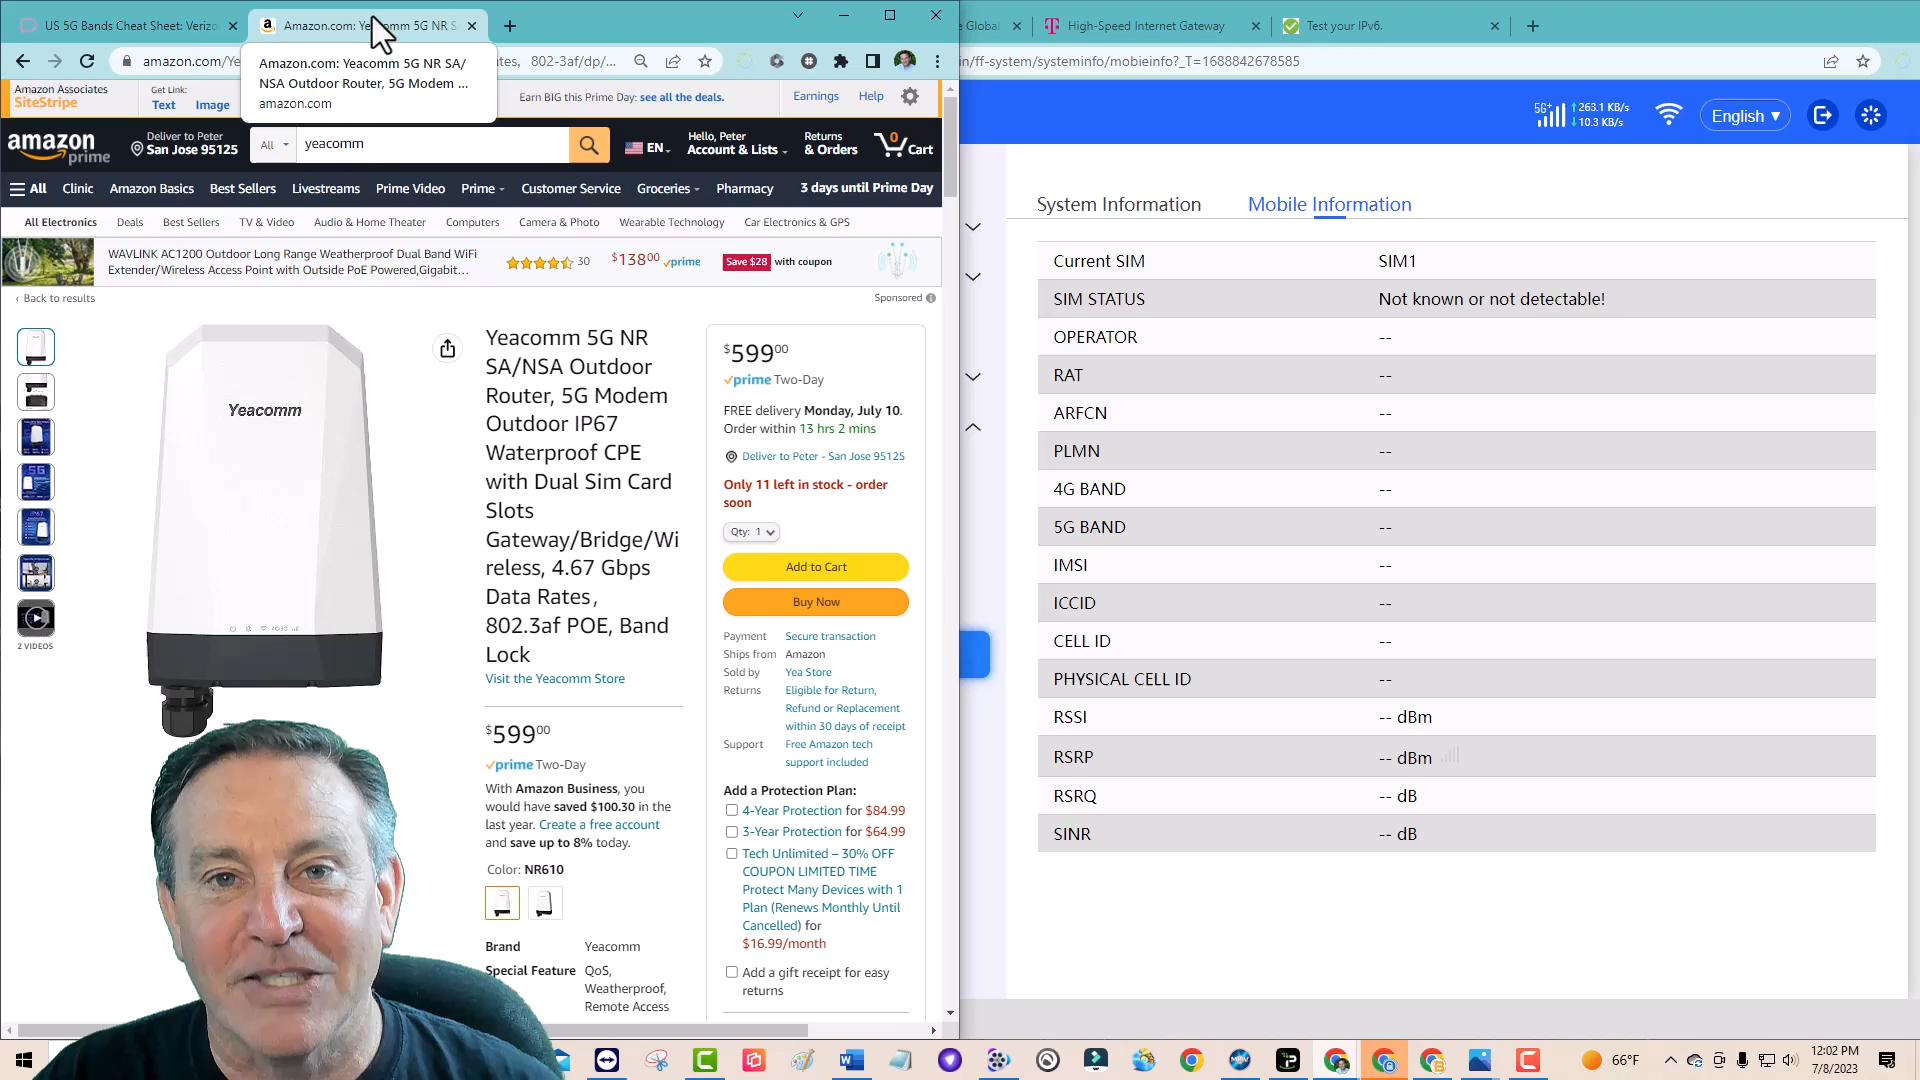 US 5G Bands Cheat Sheet: Verizo
Amazon.com: Yeacomm 5G NR S
Global
High-Speed Internet Gateway
Test your IPv6.
amazon.com/Ye
ates, 802-3af/dp/...
in/ff-system/systeminfo/mobieinfo?_T=1688842678585
Amazon.com: Yeacomm 5G NR SA/
NSA Outdoor Router, 5G Modem ...
amazon.com
Amazon Associates
SiteStripe
Get Link:
Text
Image
Earn BIG this Prime Day: see all the deals.
Earnings
Help
amazon
prime
Deliver to Peter
San Jose 95125
All
yeacomm
EN
Hello, Peter
Account & Lists
Returns
& Orders
0
Cart
All
Clinic
Amazon Basics
Best Sellers
Livestreams
Prime Video
Prime
Customer Service
Groceries
Pharmacy
3 days until Prime Day
All Electronics
Deals
Best Sellers
TV & Video
Audio & Home Theater
Computers
Camera & Photo
Wearable Technology
Car Electronics & GPS
WAVLINK AC1200 Outdoor Long Range Weatherproof Dual Band WiFi
Extender/Wireless Access Point with Outside PoE Powered,Gigabit...
30
$13800
prime
Save $28 with coupon
‹ Back to results
Sponsored
Yeacomm
2 VIDEOS
Yeacomm 5G NR
SA/NSA Outdoor
Router, 5G Modem
Outdoor IP67
Waterproof CPE
with Dual Sim Card
Slots
Gateway/Bridge/Wi
reless, 4.67 Gbps
Data Rates,
802.3af POE, Band
Lock
Visit the Yeacomm Store
$59900
prime Two-Day
With Amazon Business, you
would have saved $100.30 in the
last year. Create a free account
and save up to 8% today.
Color: NR610
Brand Yeacomm
Special Feature QoS,
Weatherproof,
Remote Access
$59900
prime Two-Day
FREE delivery Monday, July 10.
Order within 13 hrs 2 mins
Deliver to Peter - San Jose 95125
Only 11 left in stock - order
soon
Qty: 1
Add to Cart
Buy Now
Payment Secure transaction
Ships from Amazon
Sold by Yea Store
Returns Eligible for Return,
Refund or Replacement
within 30 days of receipt
Support Free Amazon tech
support included
Add a Protection Plan:
4-Year Protection for $84.99
3-Year Protection for $64.99
Tech Unlimited – 30% OFF
COUPON LIMITED TIME
Protect Many Devices with 1
Plan (Renews Monthly Until
Cancelled) for
$16.99/month
Add a gift receipt for easy
returns
5G+
263.1 KB/s
10.3 KB/s
English ▾
System Information
Mobile Information
Current SIM SIM1
SIM STATUS Not known or not detectable!
OPERATOR --
RAT --
ARFCN --
PLMN --
4G BAND --
5G BAND --
IMSI --
ICCID --
CELL ID --
PHYSICAL CELL ID --
RSSI -- dBm
RSRP -- dBm
RSRQ -- dB
SINR -- dB
66°F
12:02 PM
7/8/2023